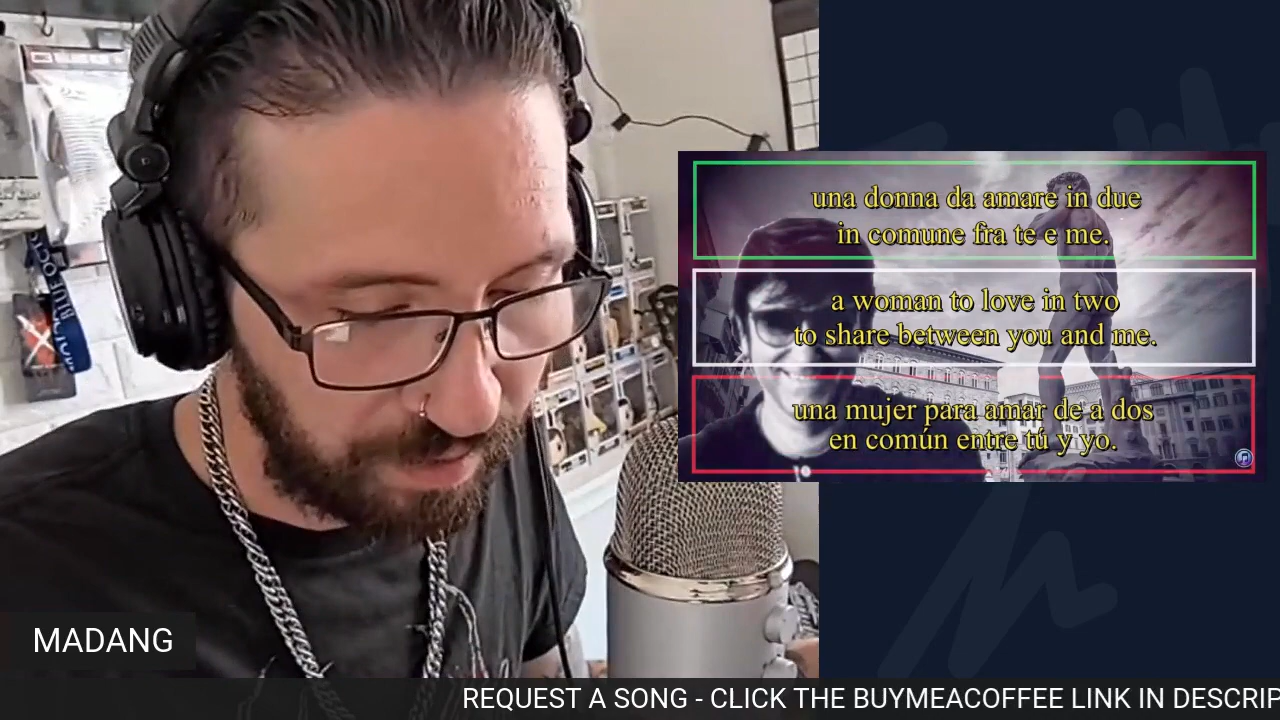 una donna da amare in due
in comune fra te e me.
a woman to love in two
to share between you and me.
una mujer para amar de a dos
en común entre tú y yo.
MADANG
REQUEST A SONG - CLICK THE BUYMEACOFFEE LINK IN DESCRIP